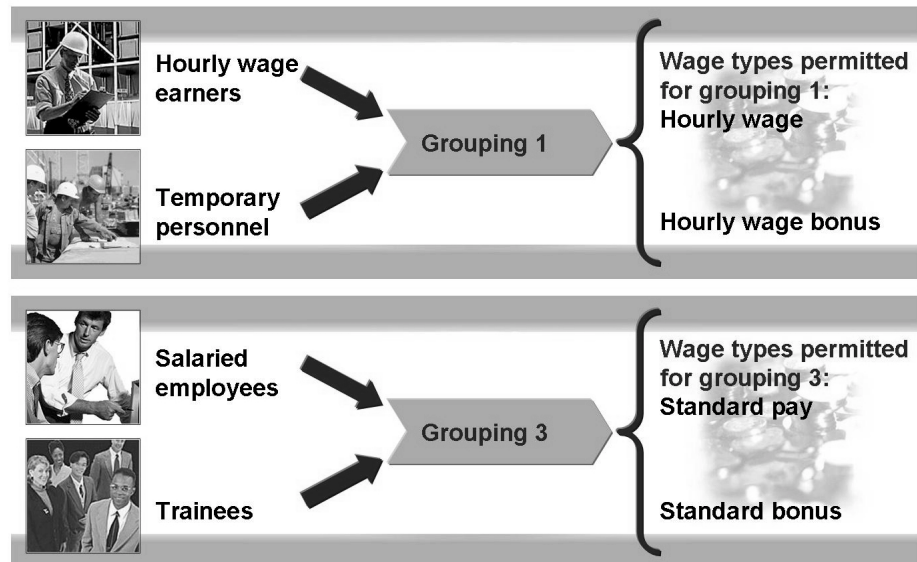 Hourly wage
earners
Temporary
personnel
Grouping 1
Wage types permitted
for grouping 1:
Hourly wage
Hourly wage bonus
Salaried
employees
Trainees
Grouping 3
Wage types permitted
for grouping 3:
Standard pay
Standard bonus